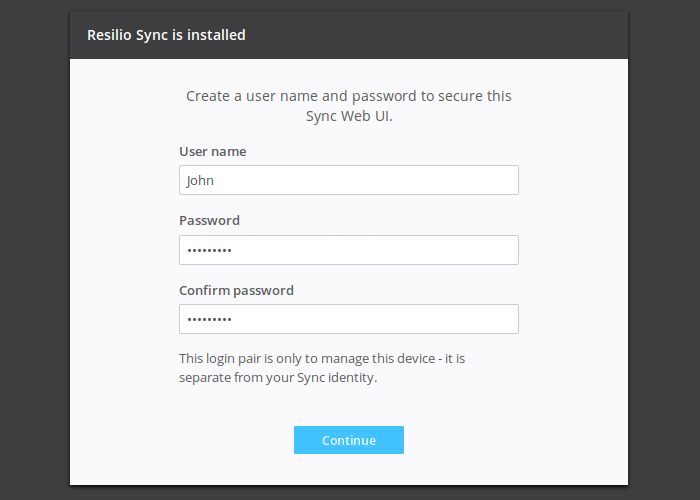 Resilio Sync is installed
Create a user name and password to secure this
Sync Web UI.
User name
John
Password
•••••••••
Confirm password
•••••••••
This login pair is only to manage this device - it is
separate from your Sync identity.
Continue